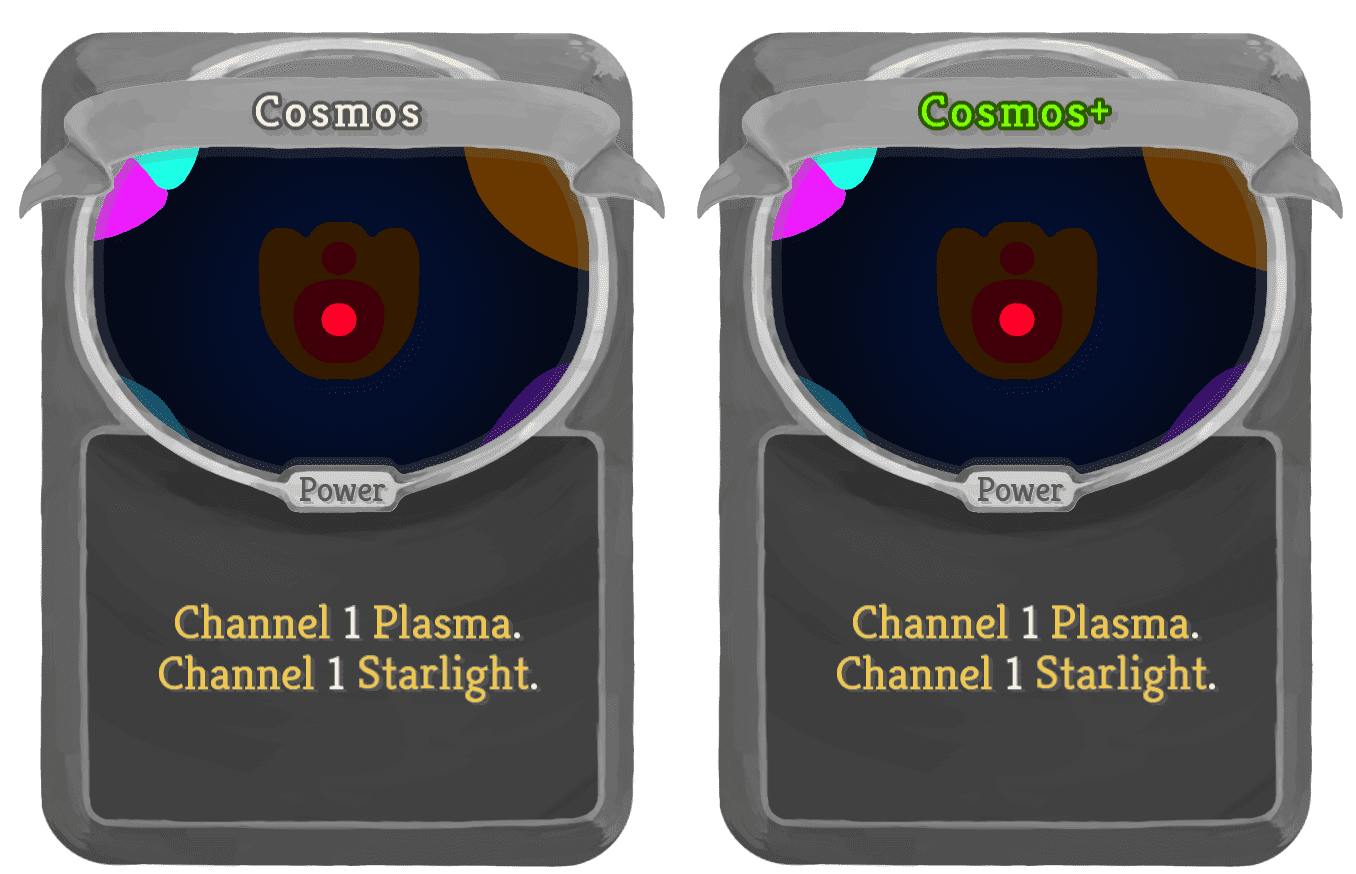 Cosmos
Power
Channel 1 Plasma.
Channel 1 Starlight.
Cosmos+
Power
Channel 1 Plasma.
Channel 1 Starlight.